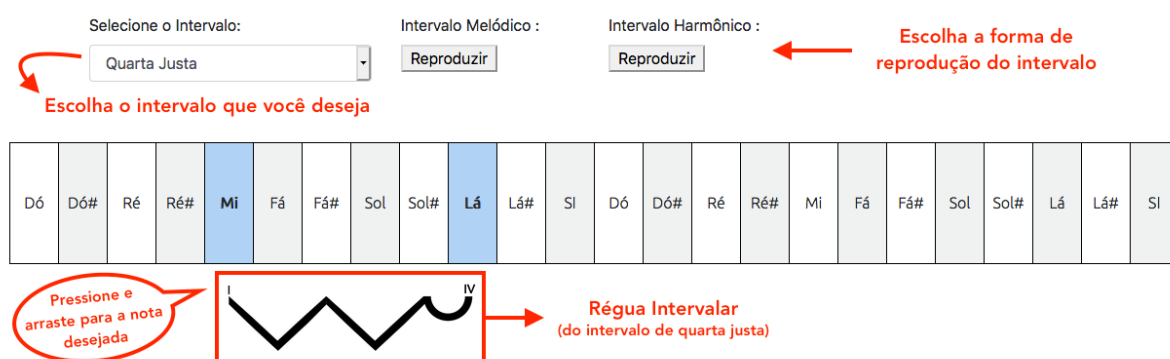 Selecione o Intervalo:
Intervalo Melódico :
Intervalo Harmônico :
Quarta Justa
Reproduzir
Reproduzir
Escolha a forma de
reprodução do intervalo
Escolha o intervalo que você deseja
Dó Dó# Ré Ré# Mi Fá Fá# Sol Sol# Lá Lá# SI Dó Dó# Ré Ré# Mi Fá Fá# Sol Sol# Lá Lá# SI
Pressione e
arraste para a nota
desejada
I IV
Régua Intervalar
(do intervalo de quarta justa)